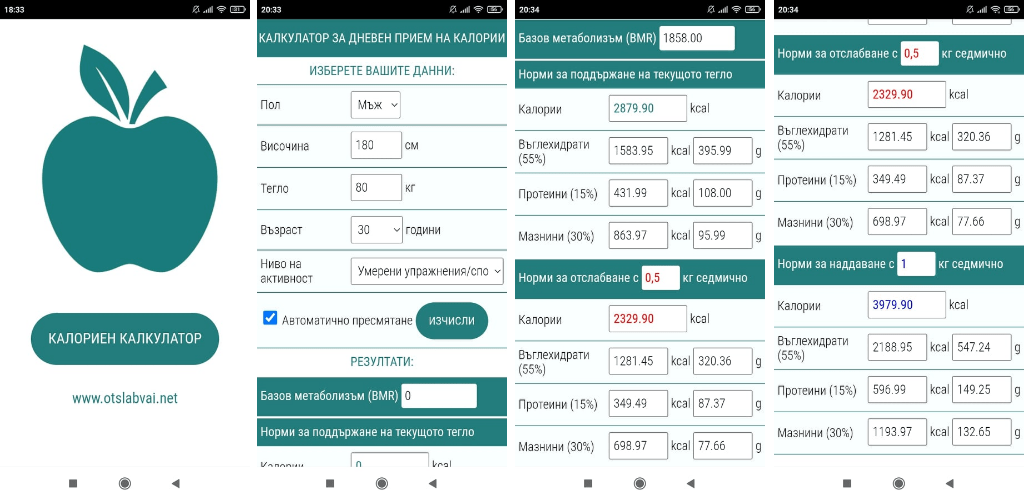 18:33
81
КАЛОРИЕН КАЛКУЛАТОР
www.otslabvai.net
20:33
56
КАЛКУЛАТОР ЗА ДНЕВЕН ПРИЕМ НА КАЛОРИИ
ИЗБЕРЕТЕ ВАШИТЕ ДАННИ:
Пол Мъж
Височина 180 см
Тегло 80 кг
Възраст 30 години
Ниво на
активност Умерени упражнения/спо
Автоматично пресмятане ИЗЧИСЛИ
РЕЗУЛТАТИ:
Базов метаболизъм (BMR) 0
Норми за поддържане на текущото тегло
Калории 0 kcal
20:34
56
Базов метаболизъм (BMR) 1858.00
Норми за поддържане на текущото тегло
Калории 2879.90 kcal
Въглехидрати
(55%) 1583.95 kcal 395.99 g
Протеини (15%) 431.99 kcal 108.00 g
Мазнини (30%) 863.97 kcal 95.99 g
Норми за отслабване с 0,5 кг седмично
Калории 2329.90 kcal
Въглехидрати
(55%) 1281.45 kcal 320.36 g
Протеини (15%) 349.49 kcal 87.37 g
Мазнини (30%) 698.97 kcal 77.66 g
20:34
56
Норми за отслабване с 0,5 кг седмично
Калории 2329.90 kcal
Въглехидрати
(55%) 1281.45 kcal 320.36 g
Протеини (15%) 349.49 kcal 87.37 g
Мазнини (30%) 698.97 kcal 77.66 g
Норми за наддаване с 1 кг седмично
Калории 3979.90 kcal
Въглехидрати
(55%) 2188.95 kcal 547.24 g
Протеини (15%) 596.99 kcal 149.25 g
Мазнини (30%) 1193.97 kcal 132.65 g